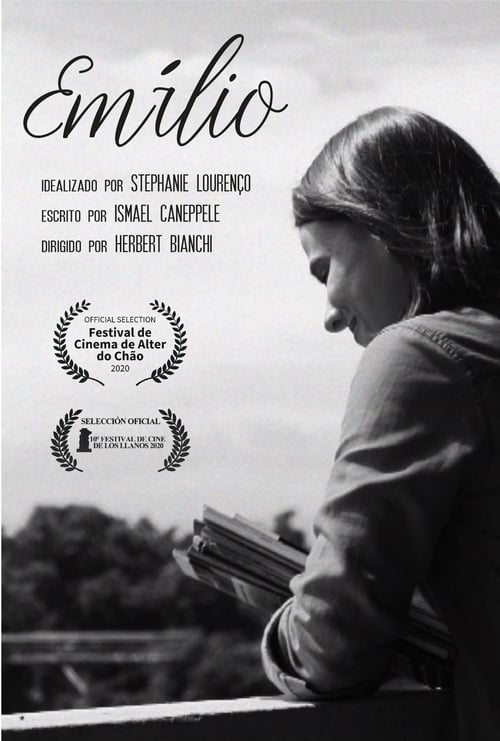 Emílio
IDEALIZADO POR STEPHANIE LOURENÇO
ESCRITO POR ISMAEL CANEPPELE
DIRIGIDO POR HERBERT BIANCHI
OFFICIAL SELECTION
Festival de
Cinema de Alter
do Chão
2020
SELECCIÓN OFICIAL
10º FESTIVAL DE CINE
DE LOS LLANOS 2020